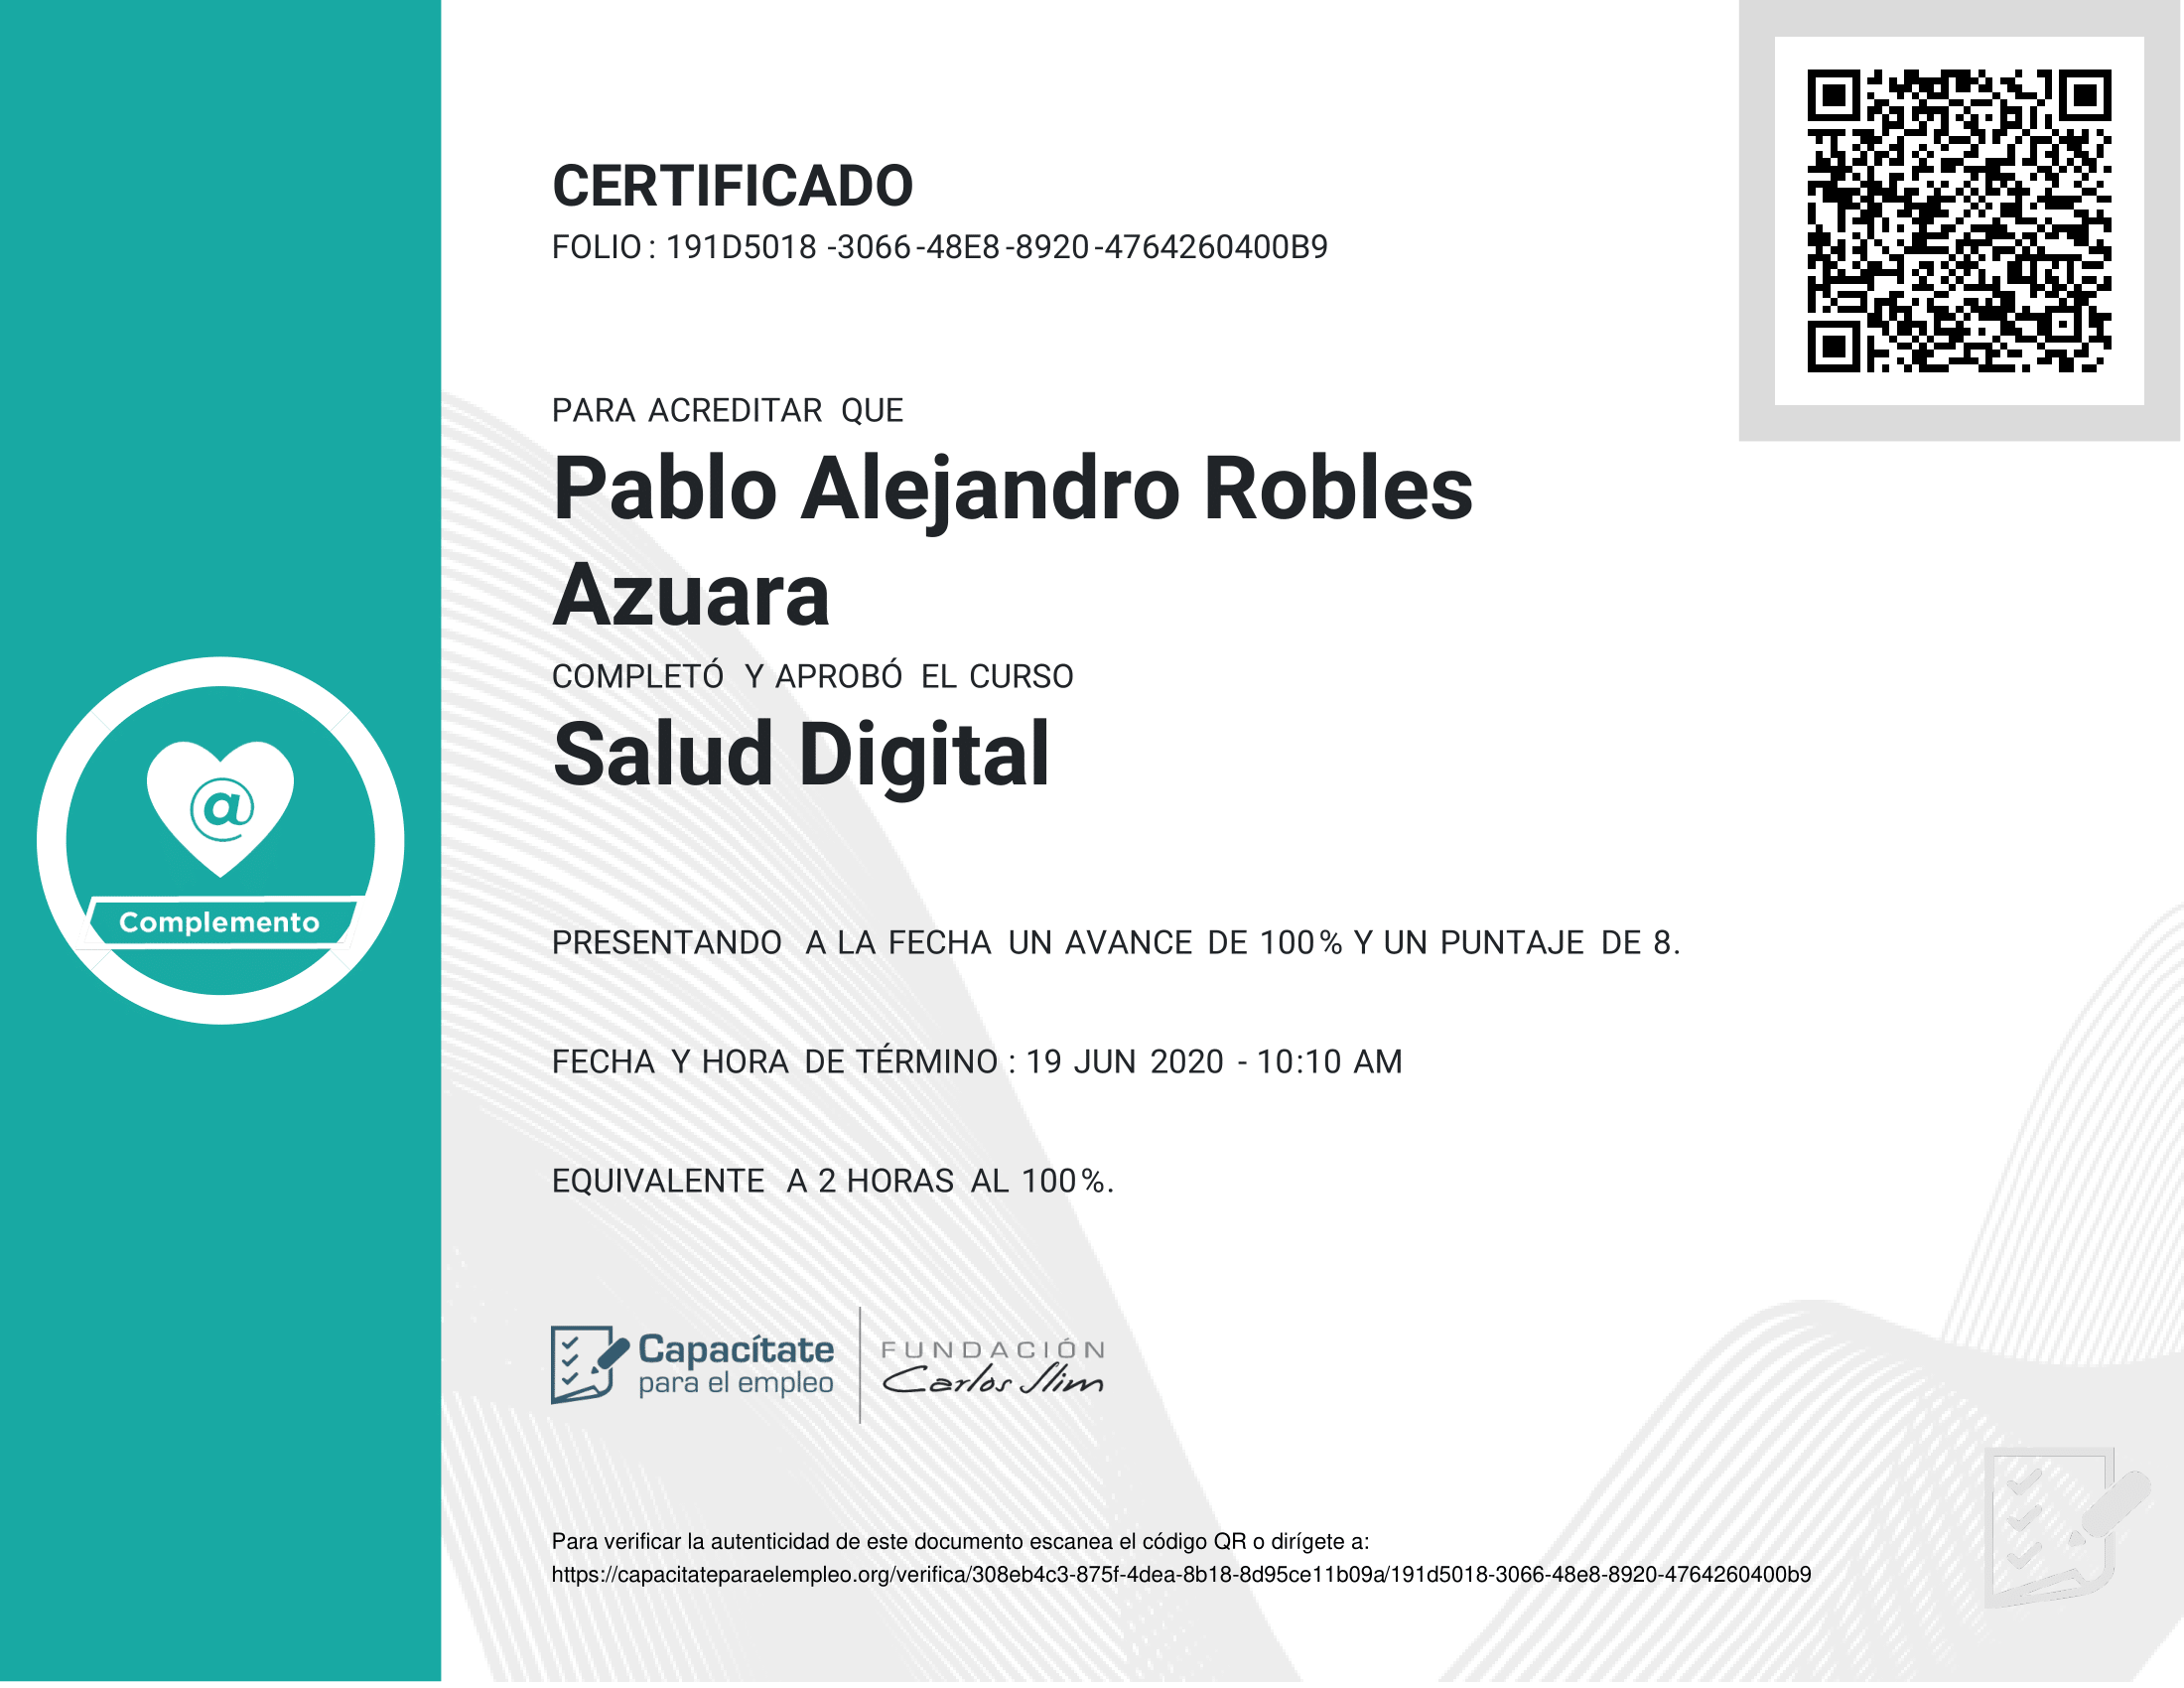 CERTIFICADO
FOLIO: 191D5018-3066-48E8-8920-4764260400B9
PARA ACREDITAR QUE
Pablo Alejandro Robles
Azuara
COMPLETÓ Y APROBÓ EL CURSO
Salud Digital
@
Complemento
PRESENTANDO A LA FECHA UN AVANCE DE 100% Y UN PUNTAJE DE 8.
FECHA Y HORA DE TÉRMINO: 19 JUN 2020 - 10:10 AM
EQUIVALENTE A 2 HORAS AL 100%.
Capacítate
para el empleo
FUNDACIÓN
Carlos Slim
Para verificar la autenticidad de este documento escanea el código QR o dirígete a:
https://capacitateparaelempleo.org/verifica/308eb4c3-875f-4dea-8b18-8d95ce11b09a/191d5018-3066-48e8-8920-4764260400b9